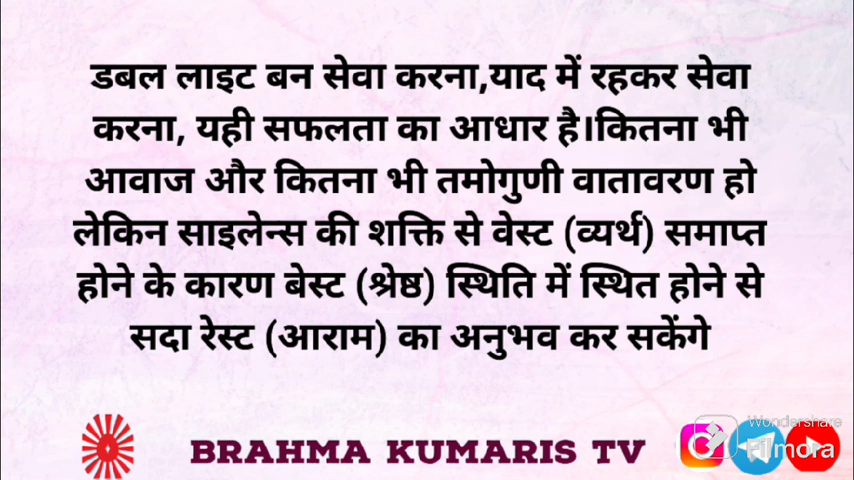 डबल लाइट बन सेवा करना,याद में रहकर सेवा
करना, यही सफलता का आधार है।कितना भी
आवाज और कितना भी तमोगुणी वातावरण हो
लेकिन साइलेन्स की शक्ति से वेस्ट (व्यर्थ) समाप्त
होने के कारण बेस्ट (श्रेष्ठ) स्थिति में स्थित होने से
सदा रेस्ट (आराम) का अनुभव कर सकेंगे
BRAHMA KUMARIS TV
Wondershare
Filmora